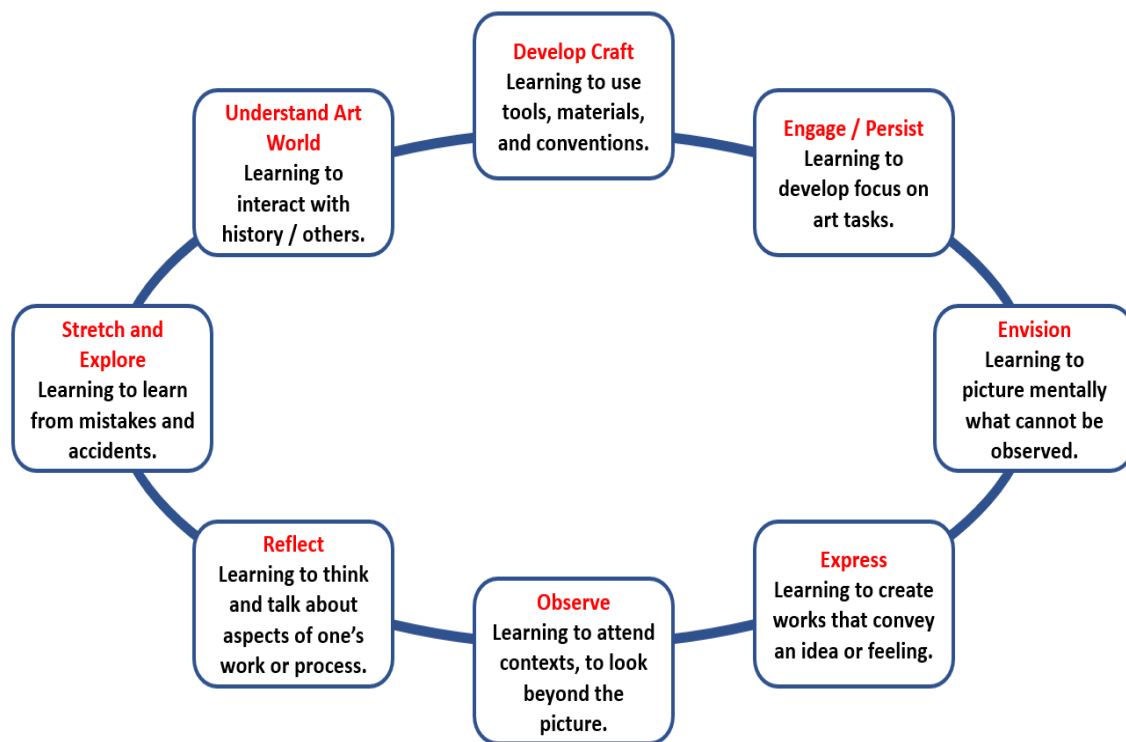 Develop Craft
Learning to use
tools, materials,
and conventions.
Engage / Persist
Learning to
develop focus on
art tasks.
Envision
Learning to
picture mentally
what cannot be
observed.
Express
Learning to create
works that convey
an idea or feeling.
Observe
Learning to attend
contexts, to look
beyond the
picture.
Reflect
Learning to think
and talk about
aspects of one’s
work or process.
Stretch and
Explore
Learning to learn
from mistakes and
accidents.
Understand Art
World
Learning to
interact with
history / others.